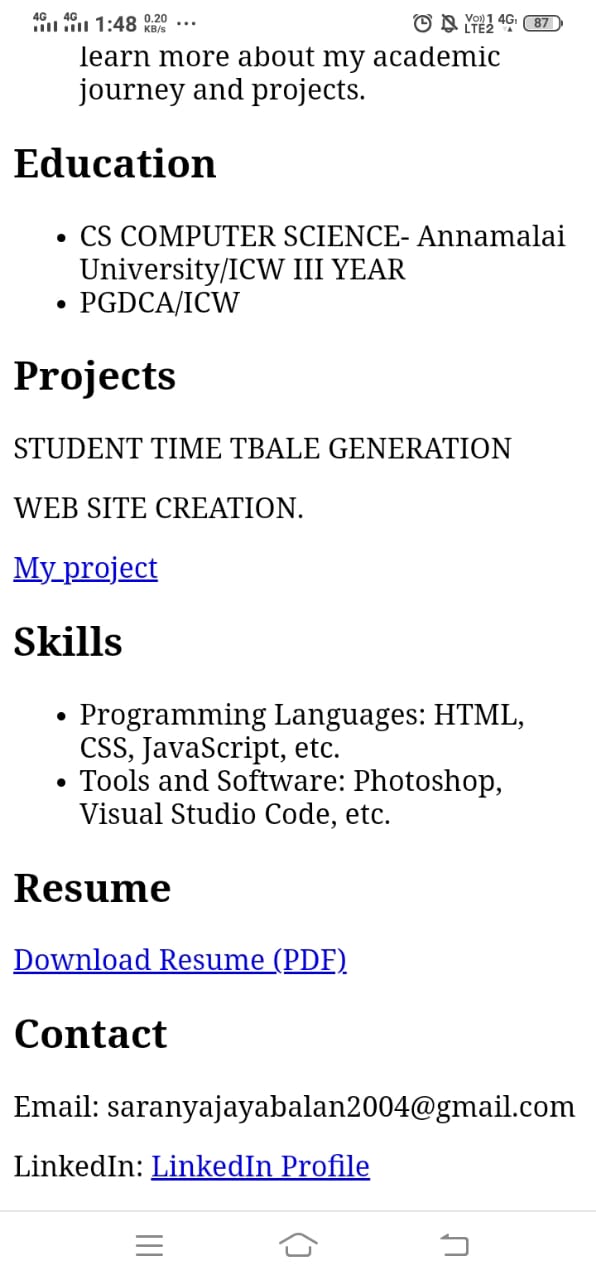 4G 4G 1:48 0.20 KB/s ... Vo)) 1 4G LTE2 87
learn more about my academic
journey and projects.
Education
• CS COMPUTER SCIENCE- Annamalai
University/ICW III YEAR
• PGDCA/ICW
Projects
STUDENT TIME TBALE GENERATION
WEB SITE CREATION.
My project
Skills
• Programming Languages: HTML,
CSS, JavaScript, etc.
• Tools and Software: Photoshop,
Visual Studio Code, etc.
Resume
Download Resume (PDF)
Contact
Email: saranyajayabalan2004@gmail.com
LinkedIn: LinkedIn Profile